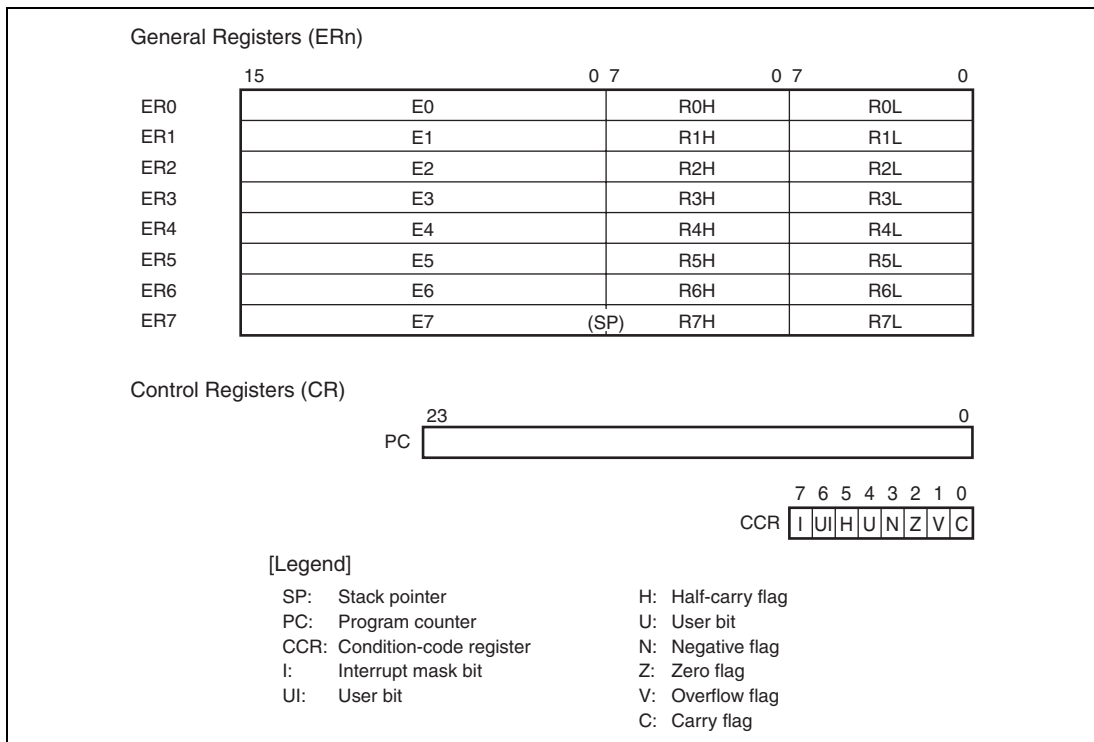 General Registers (ERn)
15 0 7 0 7 0
ER0 E0 R0H R0L
ER1 E1 R1H R1L
ER2 E2 R2H R2L
ER3 E3 R3H R3L
ER4 E4 R4H R4L
ER5 E5 R5H R5L
ER6 E6 R6H R6L
ER7 E7 (SP) R7H R7L
Control Registers (CR)
23 0
PC
7 6 5 4 3 2 1 0
CCR I UI H U N Z V C
[Legend]
SP: Stack pointer
PC: Program counter
CCR: Condition-code register
I: Interrupt mask bit
UI: User bit
H: Half-carry flag
U: User bit
N: Negative flag
Z: Zero flag
V: Overflow flag
C: Carry flag